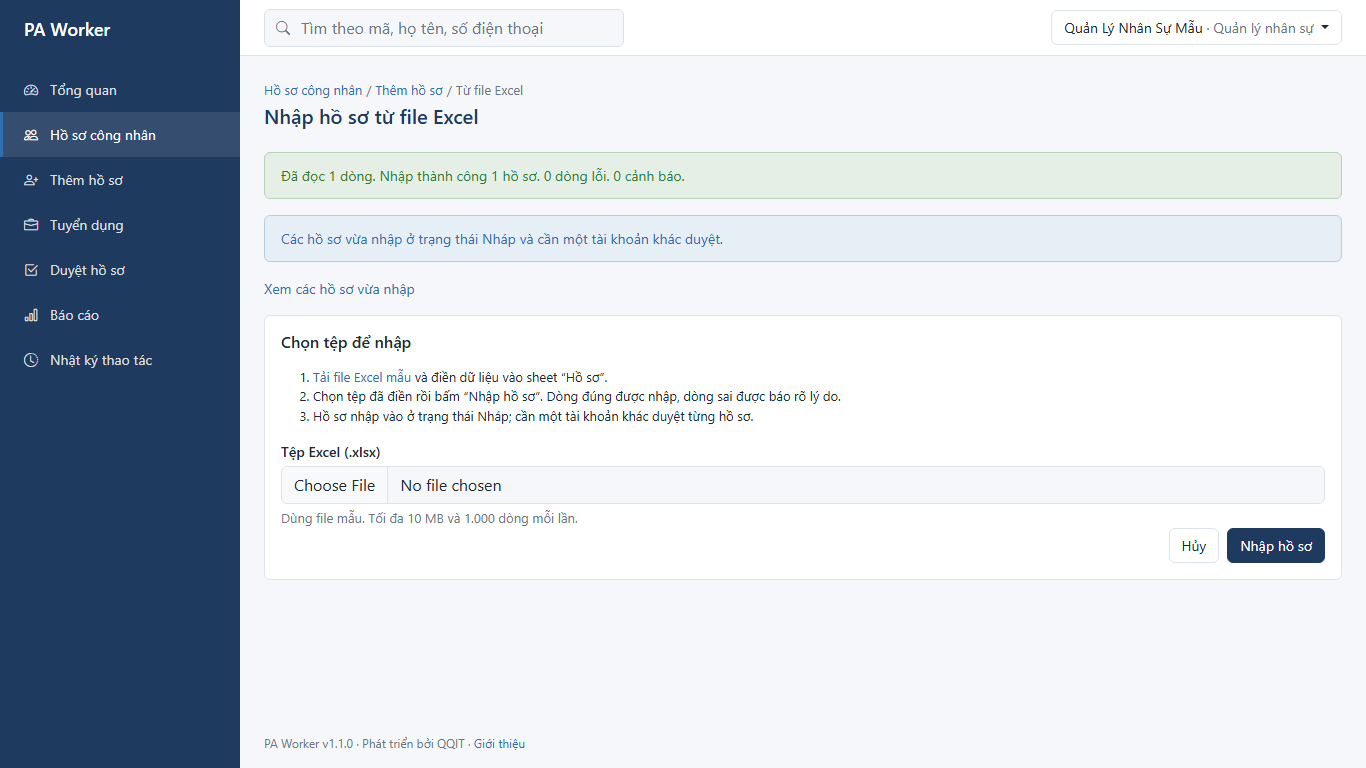 PA Worker
Tìm theo mã, họ tên, số điện thoại
Quản Lý Nhân Sự Mẫu · Quản lý nhân sự
Tổng quan
Hồ sơ công nhân
Thêm hồ sơ
Tuyển dụng
Duyệt hồ sơ
Báo cáo
Nhật ký thao tác
Hồ sơ công nhân / Thêm hồ sơ / Từ file Excel
Nhập hồ sơ từ file Excel
Đã đọc 1 dòng. Nhập thành công 1 hồ sơ. 0 dòng lỗi. 0 cảnh báo.
Các hồ sơ vừa nhập ở trạng thái Nháp và cần một tài khoản khác duyệt.
Xem các hồ sơ vừa nhập
Chọn tệp để nhập
1. Tải file Excel mẫu và điền dữ liệu vào sheet “Hồ sơ”.
2. Chọn tệp đã điền rồi bấm “Nhập hồ sơ”. Dòng đúng được nhập, dòng sai được báo rõ lý do.
3. Hồ sơ nhập vào ở trạng thái Nháp; cần một tài khoản khác duyệt từng hồ sơ.
Tệp Excel (.xlsx)
Choose File No file chosen
Dùng file mẫu. Tối đa 10 MB và 1.000 dòng mỗi lần.
Hủy Nhập hồ sơ
PA Worker v1.1.0 · Phát triển bởi QQIT · Giới thiệu